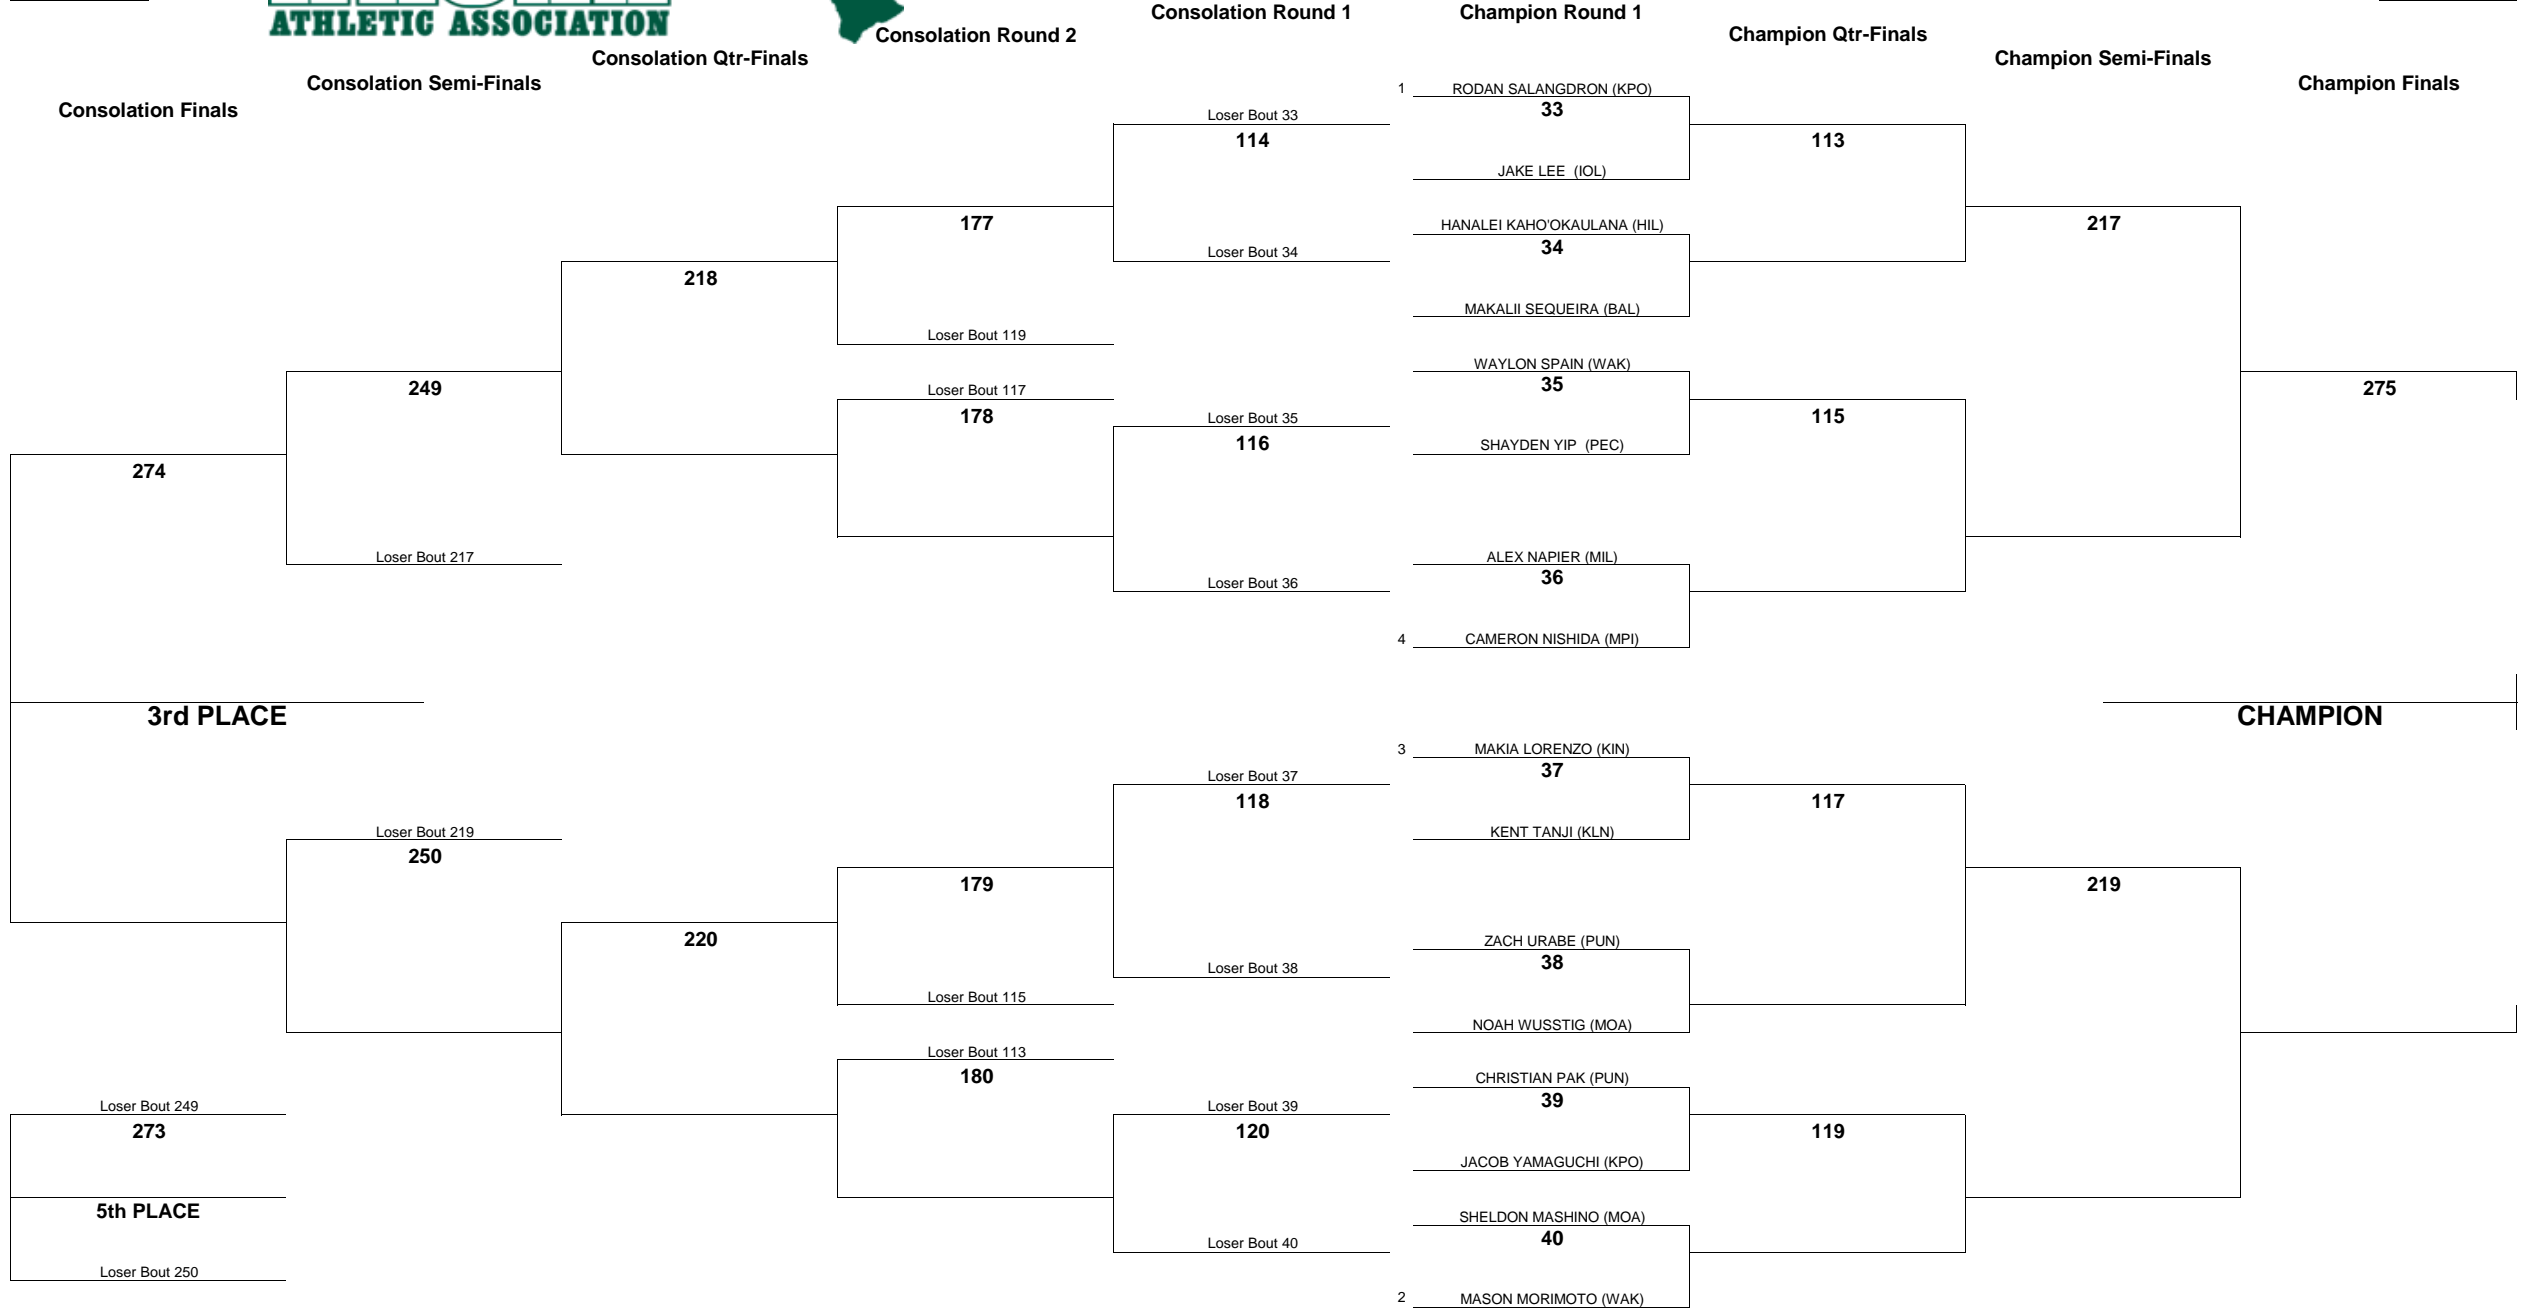 ATHLETIC ASSOCIATION
Consolation Round 1
Champion Round 1
Consolation Round 2
Champion Qtr-Finals
Consolation Qtr-Finals
Champion Semi-Finals
Consolation Semi-Finals
Champion Finals
Consolation Finals
1 RODAN SALANGDRON (KPO)
33
Loser Bout 33
114
113
JAKE LEE  (IOL)
177
HANALEI KAHO'OKAULANA (HIL)
217
34
Loser Bout 34
218
MAKALII SEQUEIRA (BAL)
Loser Bout 119
WAYLON SPAIN (WAK)
249
Loser Bout 117
35
275
178
Loser Bout 35
115
116
SHAYDEN YIP  (PEC)
274
Loser Bout 217
ALEX NAPIER (MIL)
36
Loser Bout 36
4 CAMERON NISHIDA (MPI)
3rd PLACE
CHAMPION
3 MAKIA LORENZO (KIN)
37
Loser Bout 37
118
117
Loser Bout 219
KENT TANJI (KLN)
250
179
219
220
ZACH URABE (PUN)
38
Loser Bout 38
Loser Bout 115
NOAH WUSSTIG (MOA)
Loser Bout 113
180
CHRISTIAN PAK (PUN)
39
Loser Bout 249
Loser Bout 39
273
120
119
JACOB YAMAGUCHI (KPO)
5th PLACE
SHELDON MASHINO (MOA)
40
Loser Bout 40
Loser Bout 250
2 MASON MORIMOTO (WAK)